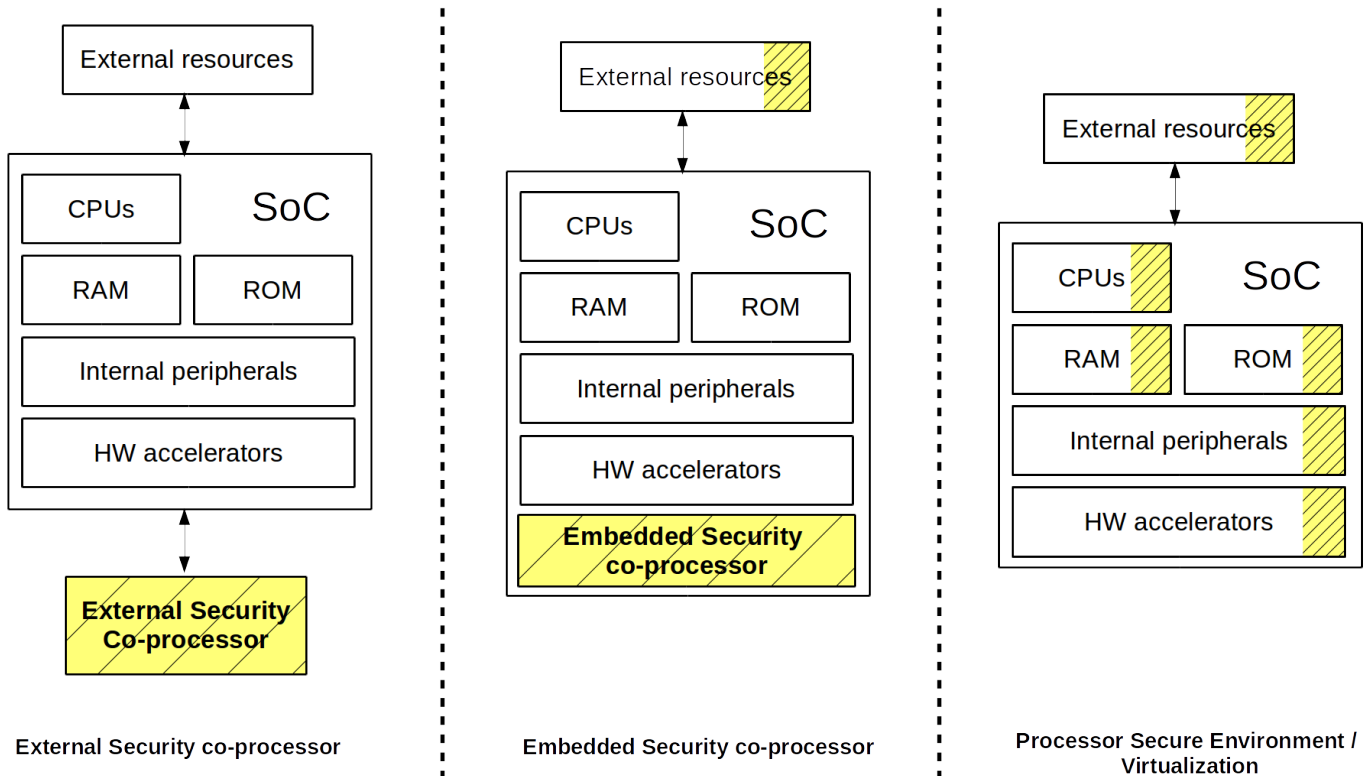 External resources
CPUs
SoC
RAM
ROM
Internal peripherals
HW accelerators
External Security
Co-processor
External Security co-processor
External resources
CPUs
SoC
RAM
ROM
Internal peripherals
HW accelerators
Embedded Security
co-processor
Embedded Security co-processor
External resources
CPUs
SoC
RAM
ROM
Internal peripherals
HW accelerators
Processor Secure Environment /
Virtualization